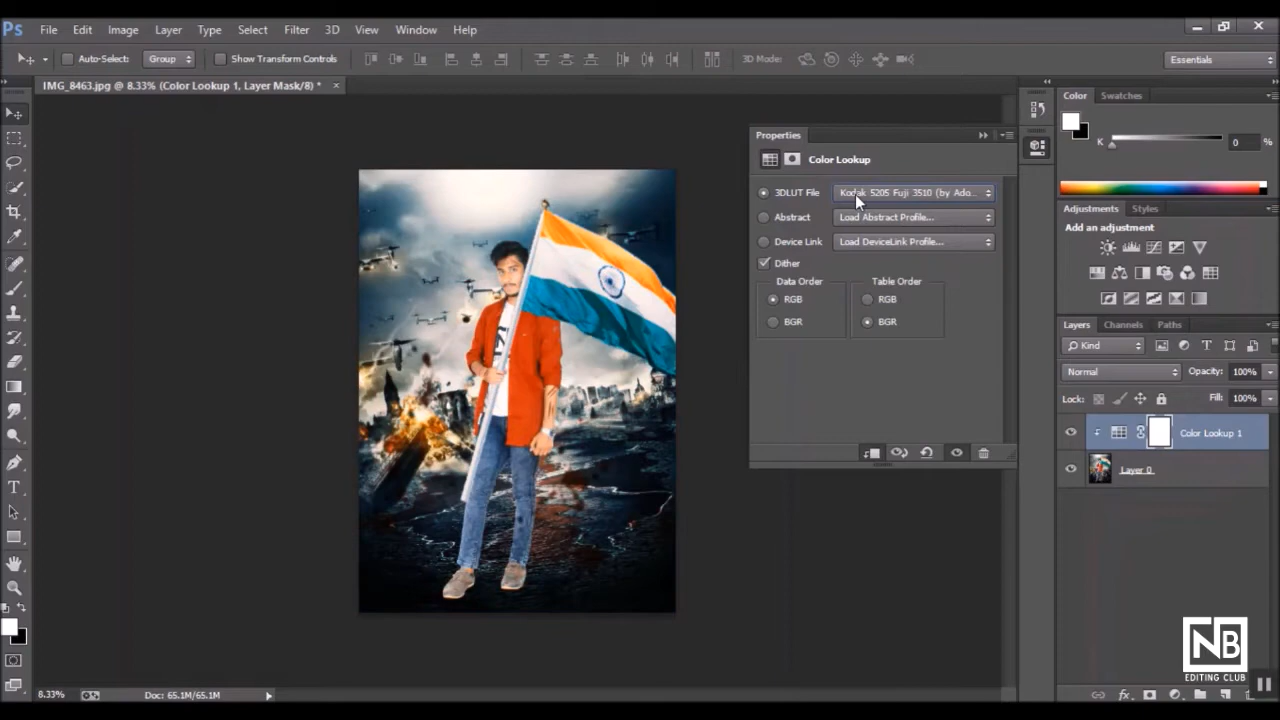 Ps File Edit Image Layer Type Select Filter 3D View Window Help
Auto-Select: Group Show Transform Controls 3D Mode: Essentials
IMG_8463.jpg @ 8.33% (Color Lookup 1, Layer Mask/8) * ×
Color Swatches
K 0 %
Properties
Color Lookup
3DLUT File Kodak 5205 Fuji 3510 (by Ado...
Abstract Load Abstract Profile...
Device Link Load DeviceLink Profile...
Dither
Data Order Table Order
RGB RGB
BGR BGR
Adjustments Styles
Add an adjustment
Layers Channels Paths
Kind
Normal Opacity: 100%
Lock: Fill: 100%
Color Lookup 1
Layer 0
NB
EDITING CLUB
8.33% Doc: 65.1M/65.1M